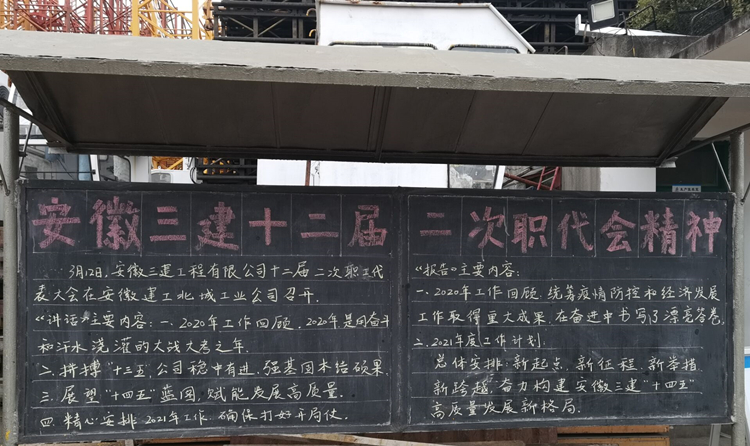 安徽三建十二届二次职代会精神
3月12日,安徽三建工程有限公司十二届二次职工代
表大会在安徽建工北城工业公司召开.
《讲话》主要内容:一、2020年工作回顾,2020年是用奋斗
和汗水浇灌的大战大考之年.
二、拼搏"十三五",公司稳中有进,强基固本结硕果.
三、展望"十四五"蓝图,赋能发展高质量.
四、精心安排2021年工作,确保打好开局仗.
《报告》主要内容:
一、2020年工作回顾,统筹疫情防控和经济发展
工作取得重大成果,在奋进中书写了漂亮答卷.
二、2021年度工作计划:
总体安排:新起点、新征程、新举措、
新跨越,奋力构建安徽三建"十四五"
高质量发展新格局.